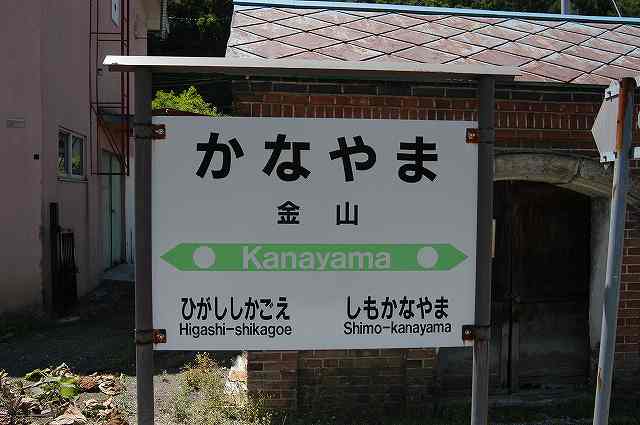 かなやま
金山
Kanayama
ひがししかごえ しもかなやま
Higashi-shikagoe Shimo-kanayama